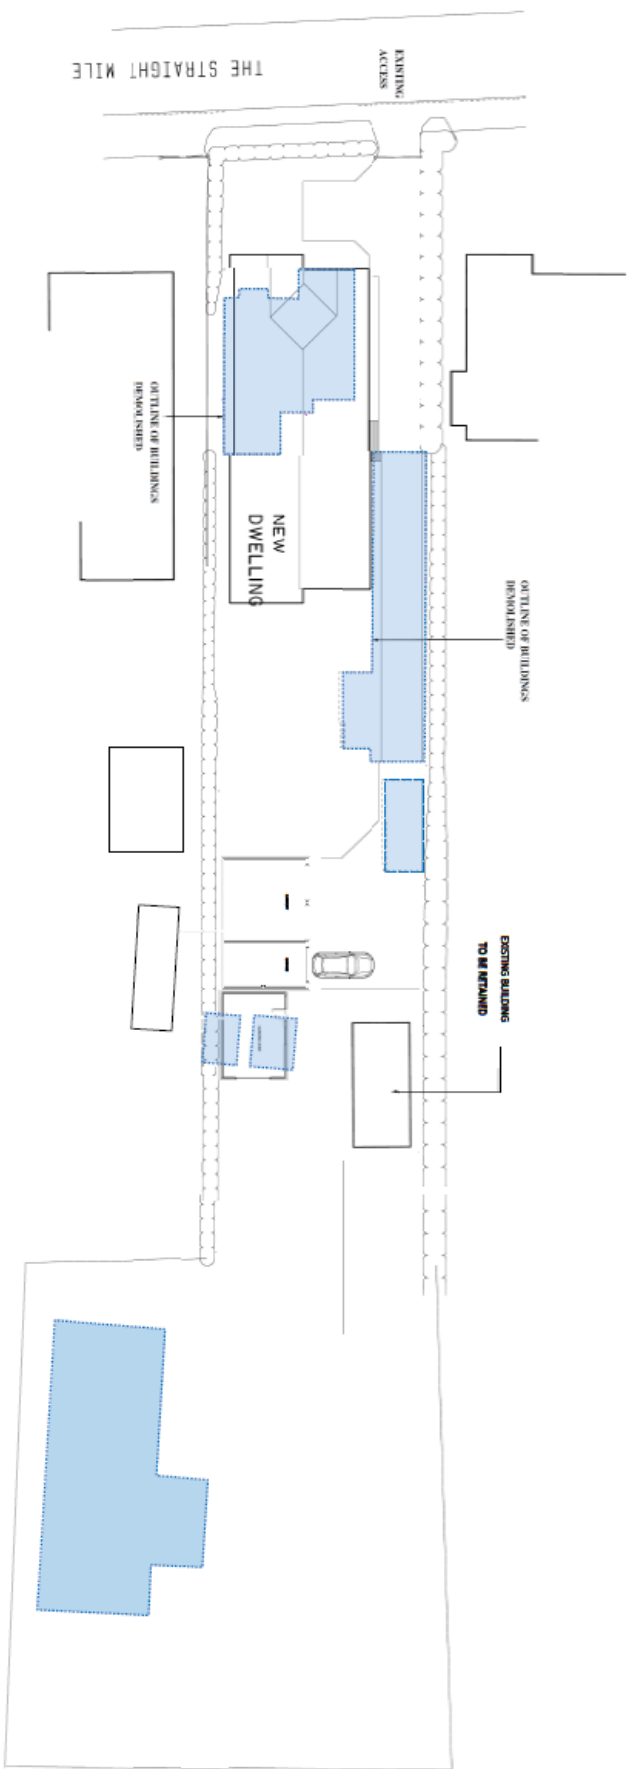 THE STRAIGHT MILE
EXISTING
ACCESS
OUTLINE OF BUILDINGS
DEMOLISHED
NEW
DWELLING
OUTLINE OF BUILDINGS
DEMOLISHED
EXISTING BUILDING
TO BE RETAINED